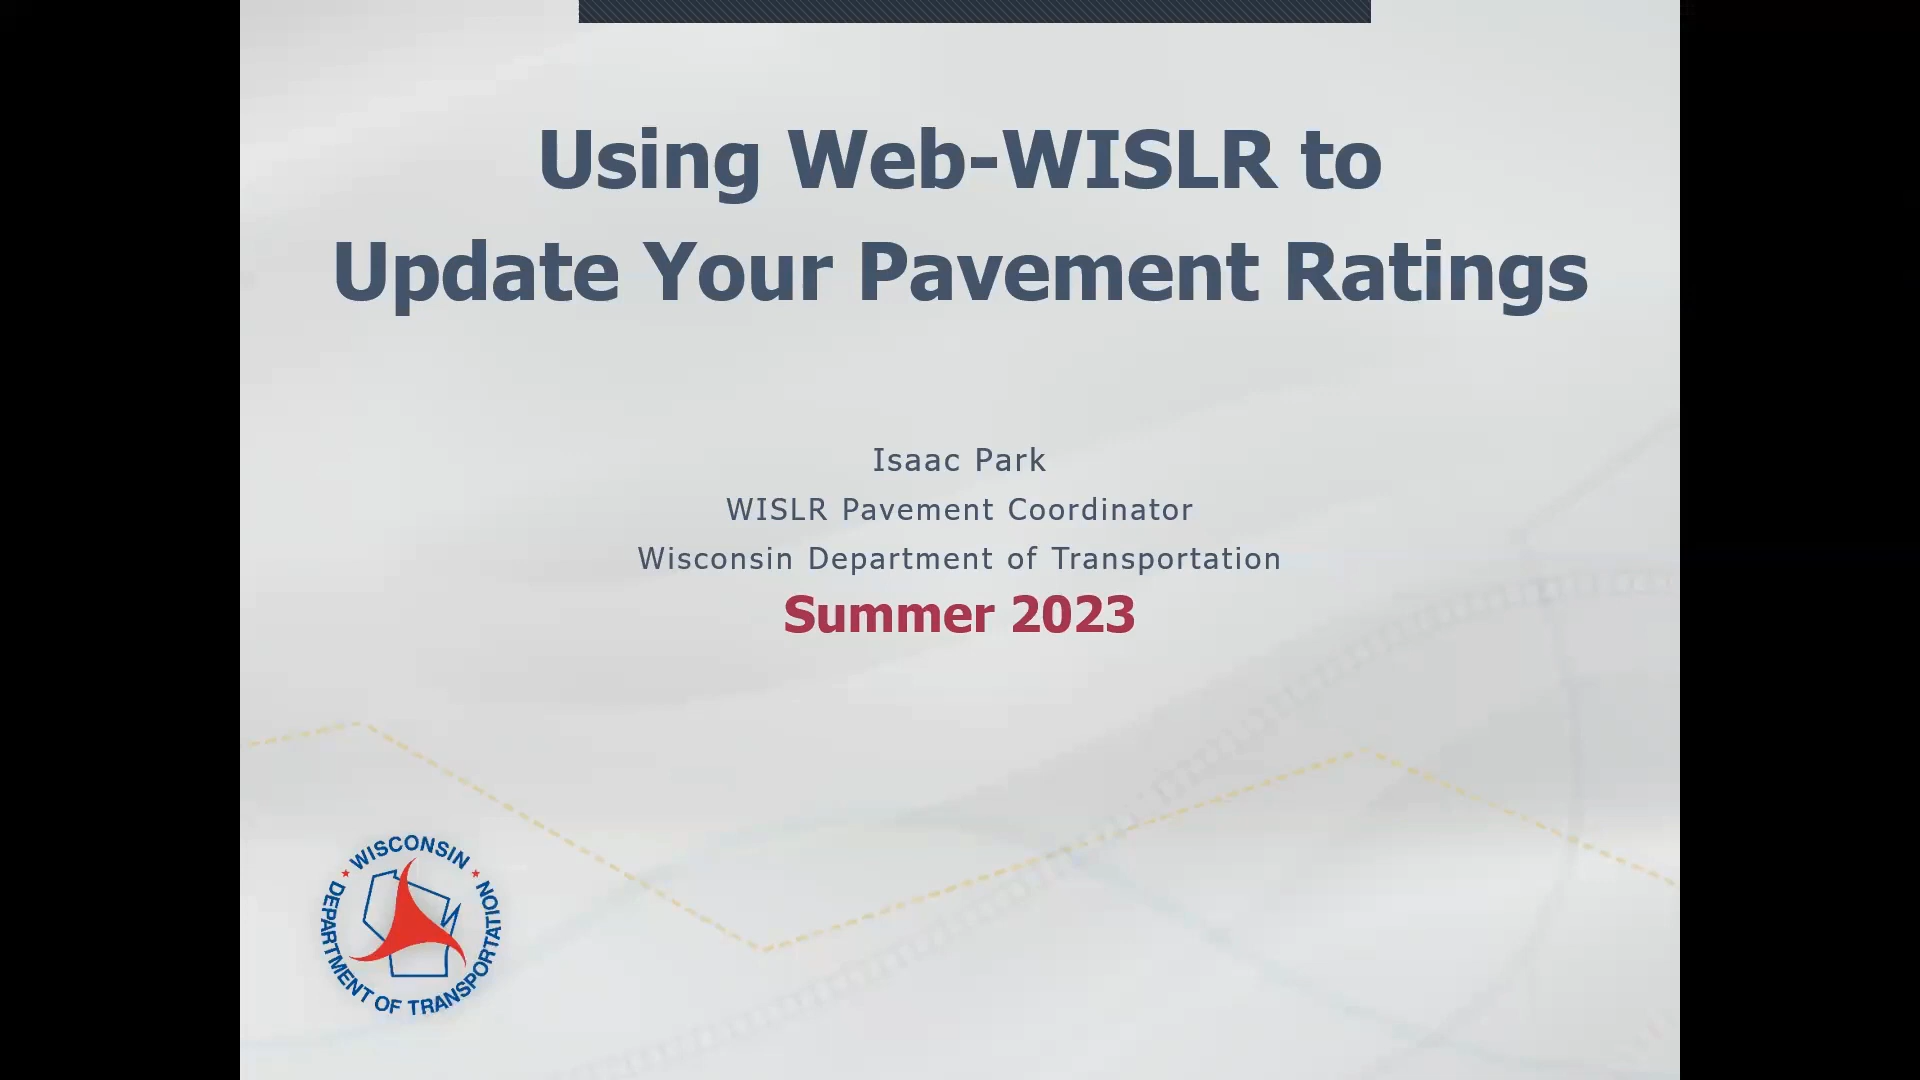 Using Web-WISLR to
Update Your Pavement Ratings
Isaac Park
WISLR Pavement Coordinator
Wisconsin Department of Transportation
Summer 2023
WISCONSIN
DEPARTMENT OF TRANSPORTATION